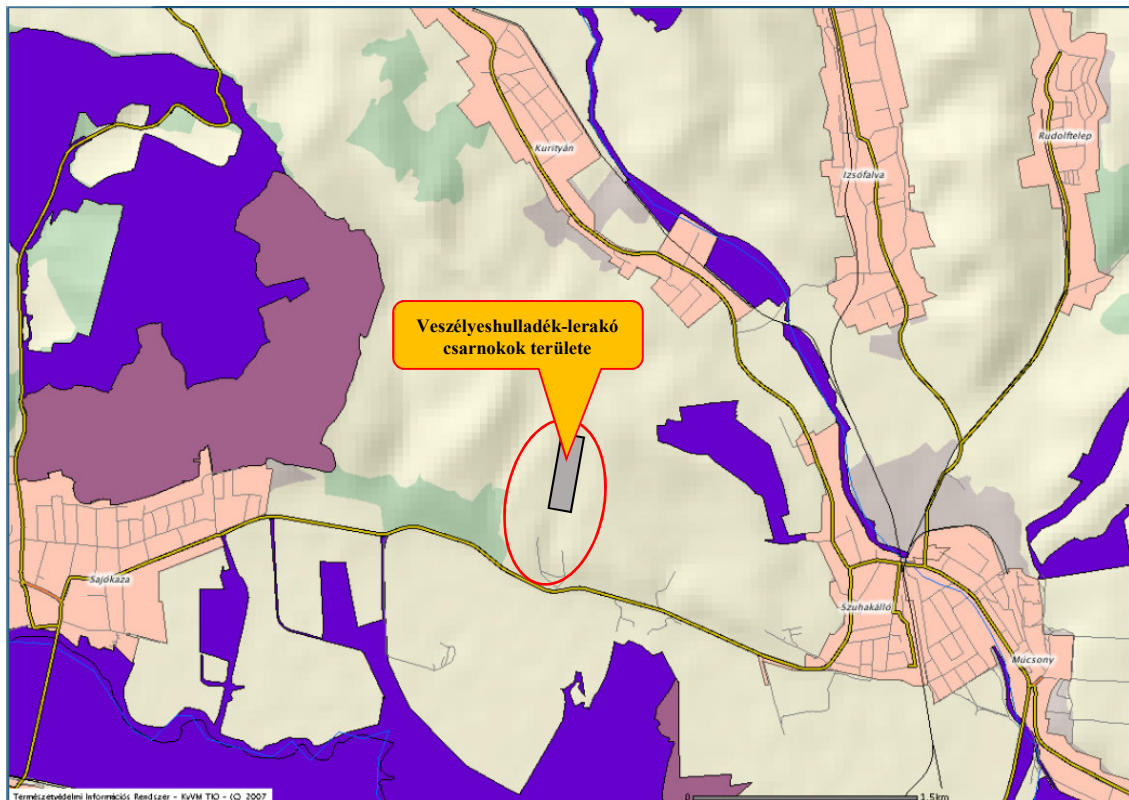 Kurityán
Rudolftelep
Izsófalva
Veszélyeshulladék-lerakó
csarnokok területe
Sajókaza
Szuhakálló
Múcsony
Természetvédelmi Információs Rendszer - KvVM TIO - (C) 2007
0 1.5km